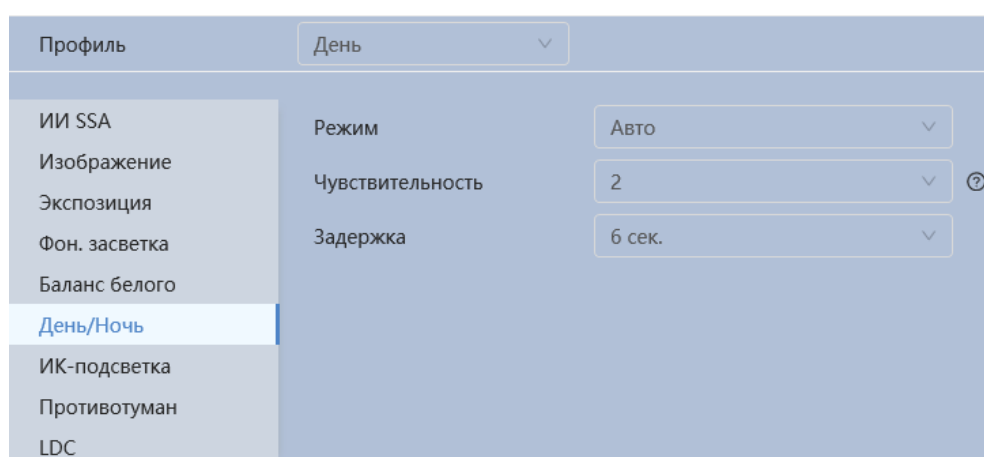 Профиль День
ИИ SSA
Изображение
Экспозиция
Фон. засветка
Баланс белого
День/Ночь
ИК-подсветка
Противотуман
LDC
Режим Авто
Чувствительность 2 ?
Задержка 6 сек.